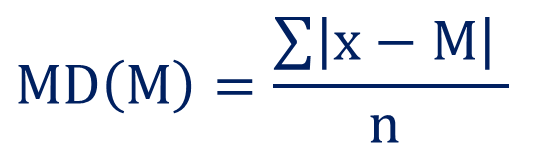 MD(M) = ∑|x − M|
n